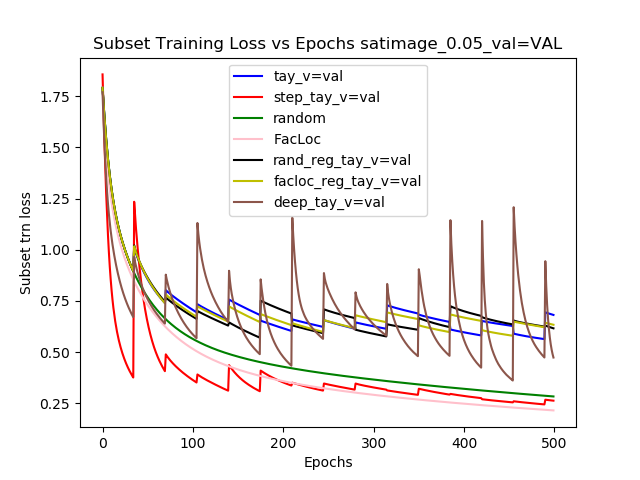 Subset Training Loss vs Epochs satimage_0.05_val=VAL
tay_v=val
step_tay_v=val
random
FacLoc
rand_reg_tay_v=val
facloc_reg_tay_v=val
deep_tay_v=val
Subset trn loss
1.75
1.50
1.25
1.00
0.75
0.50
0.25
0
100
200
300
400
500
Epochs